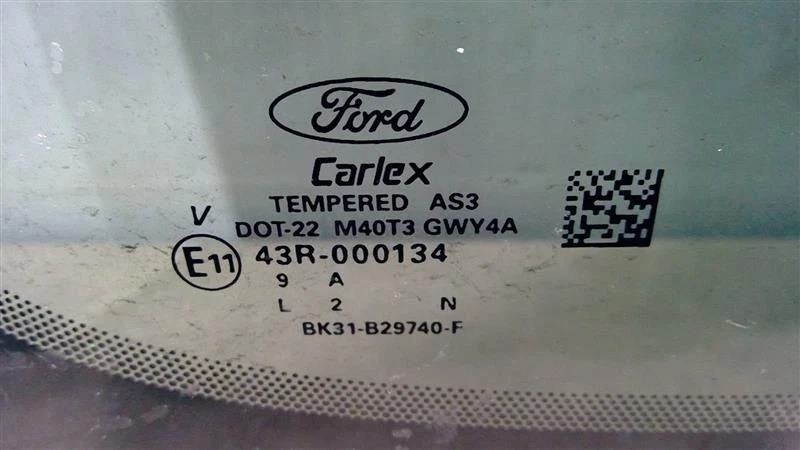 Ford
Carlex
TEMPERED AS3
V
DOT-22 M40T3 GWY4A
E11 43R-000134
9 A
L 2 N
BK31-B29740-F